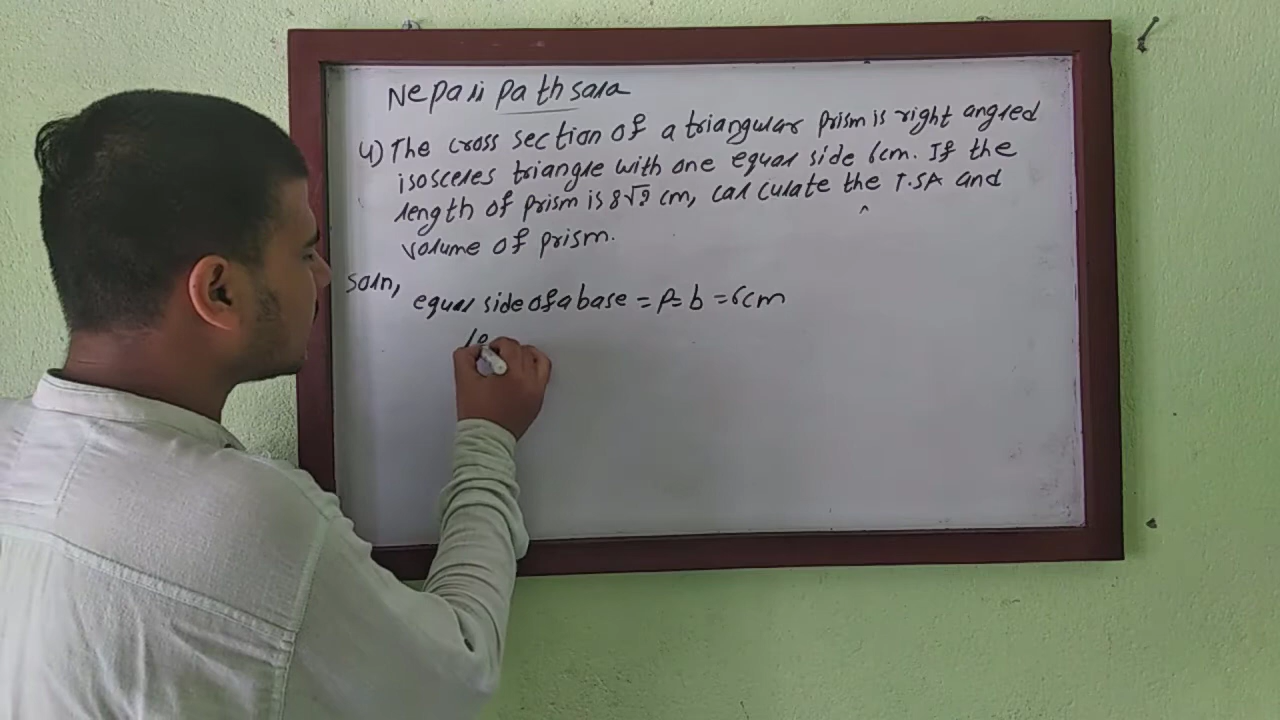 Nepali pathsala
4) The cross section of a triangular prism is right angled
isosceles triangle with one equal side 6cm. If the
length of prism is 8√ cm, calculate the T.SA and
volume of prism.
Soln,
equal side of a base = P = b = 6cm
le